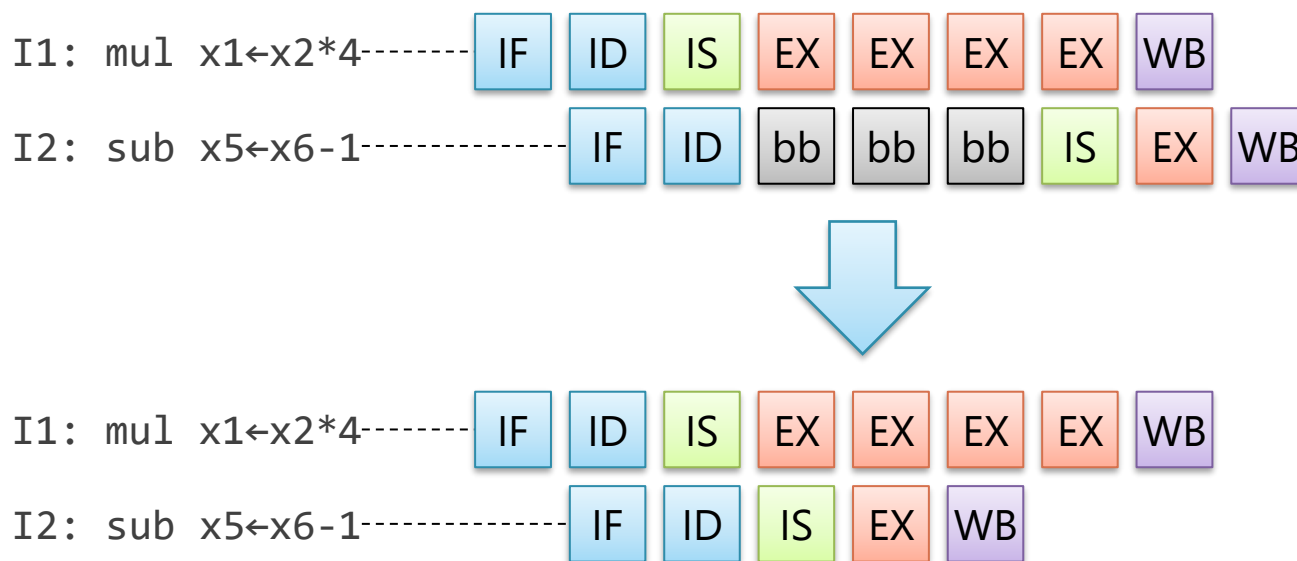 I1: mul x1←x2*4 IF ID IS EX EX EX EX WB
I2: sub x5←x6-1 IF ID bb bb bb IS EX WB
I1: mul x1←x2*4 IF ID IS EX EX EX EX WB
I2: sub x5←x6-1 IF ID IS EX WB